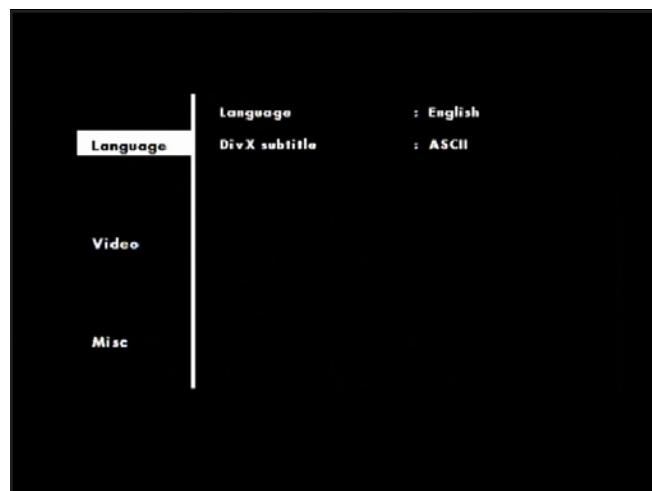 Language : English
Language
DivX subtitle : ASCII
Video
Misc